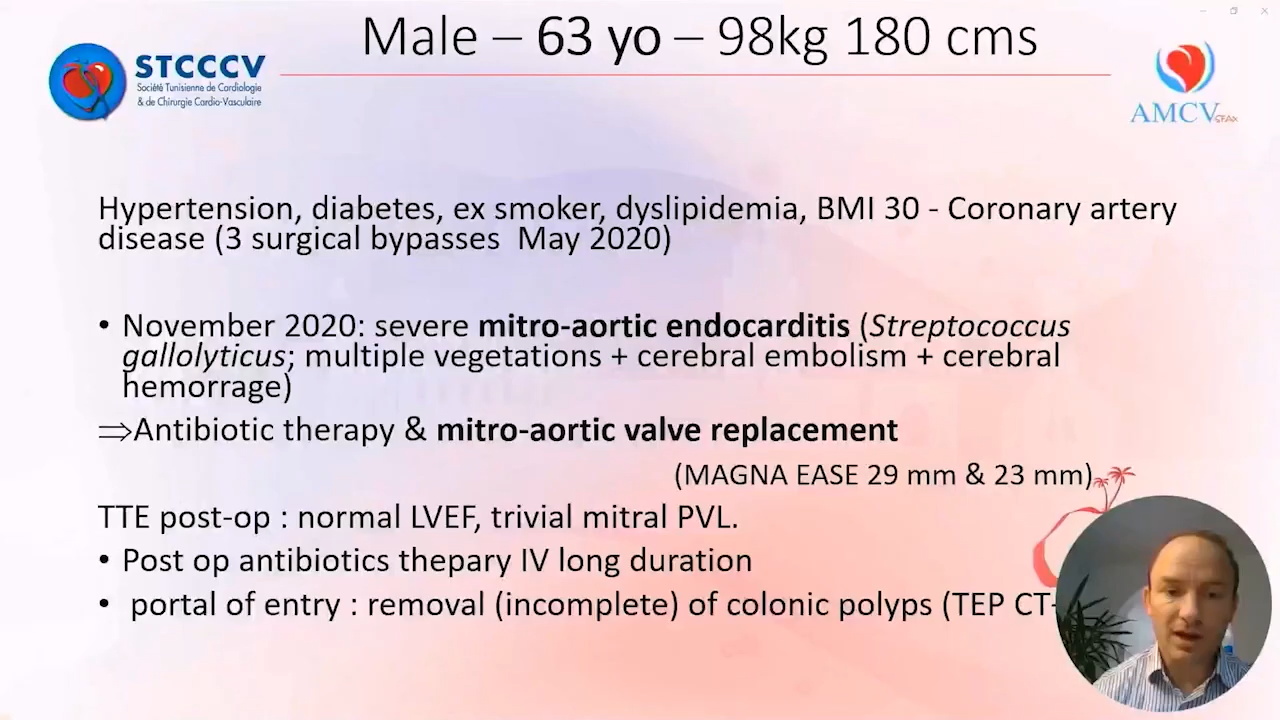 Male – 63 yo – 98kg 180 cms
STCCCV
Société Tunisienne de Cardiologie
& de Chirurgie Cardio-Vasculaire
AMCV SFAX
Hypertension, diabetes, ex smoker, dyslipidemia, BMI 30 - Coronary artery
disease (3 surgical bypasses May 2020)
• November 2020: severe mitro-aortic endocarditis (Streptococcus
gallolyticus; multiple vegetations + cerebral embolism + cerebral
hemorrage)
⇒Antibiotic therapy & mitro-aortic valve replacement
(MAGNA EASE 29 mm & 23 mm)
TTE post-op : normal LVEF, trivial mitral PVL.
• Post op antibiotics thepary IV long duration
• portal of entry : removal (incomplete) of colonic polyps (TEP CT-